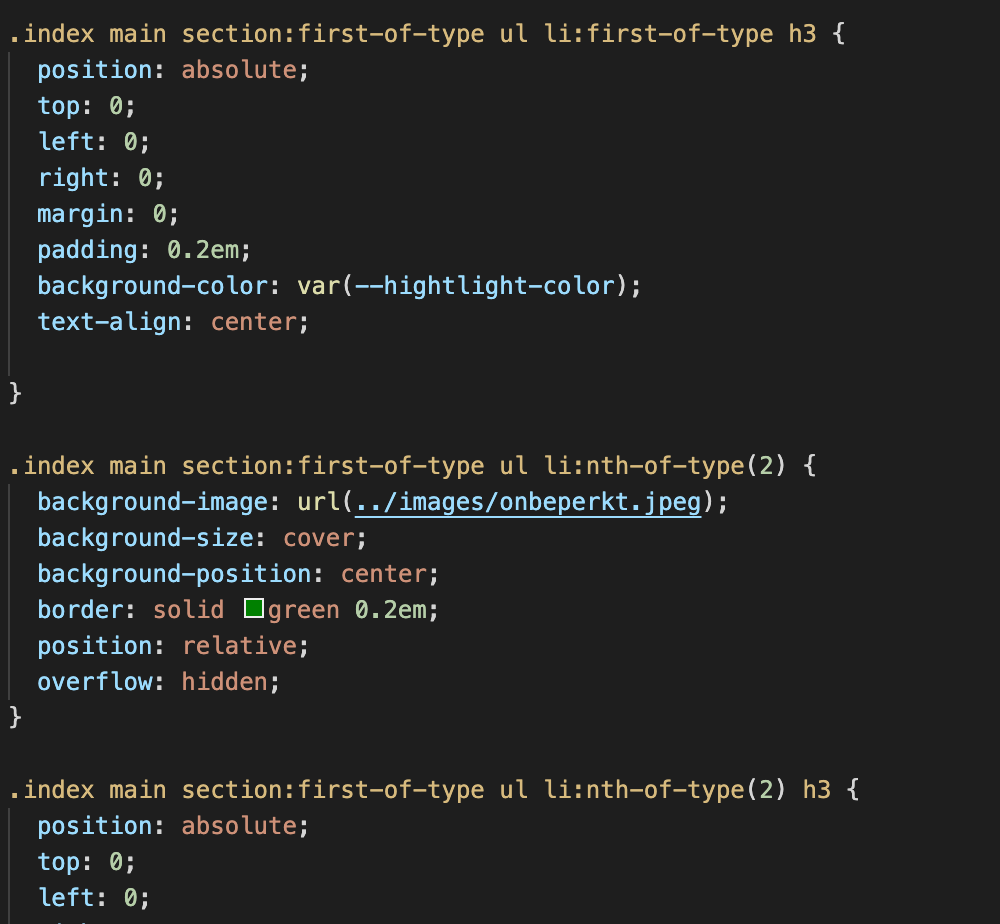 .index main section:first-of-type ul li:first-of-type h3 {
position: absolute;
top: 0;
left: 0;
right: 0;
margin: 0;
padding: 0.2em;
background-color: var(--hightlight-color);
text-align: center;
}
.index main section:first-of-type ul li:nth-of-type(2) {
background-image: url(../images/onbeperkt.jpeg);
background-size: cover;
background-position: center;
border: solid green 0.2em;
position: relative;
overflow: hidden;
}
.index main section:first-of-type ul li:nth-of-type(2) h3 {
position: absolute;
top: 0;
left: 0;